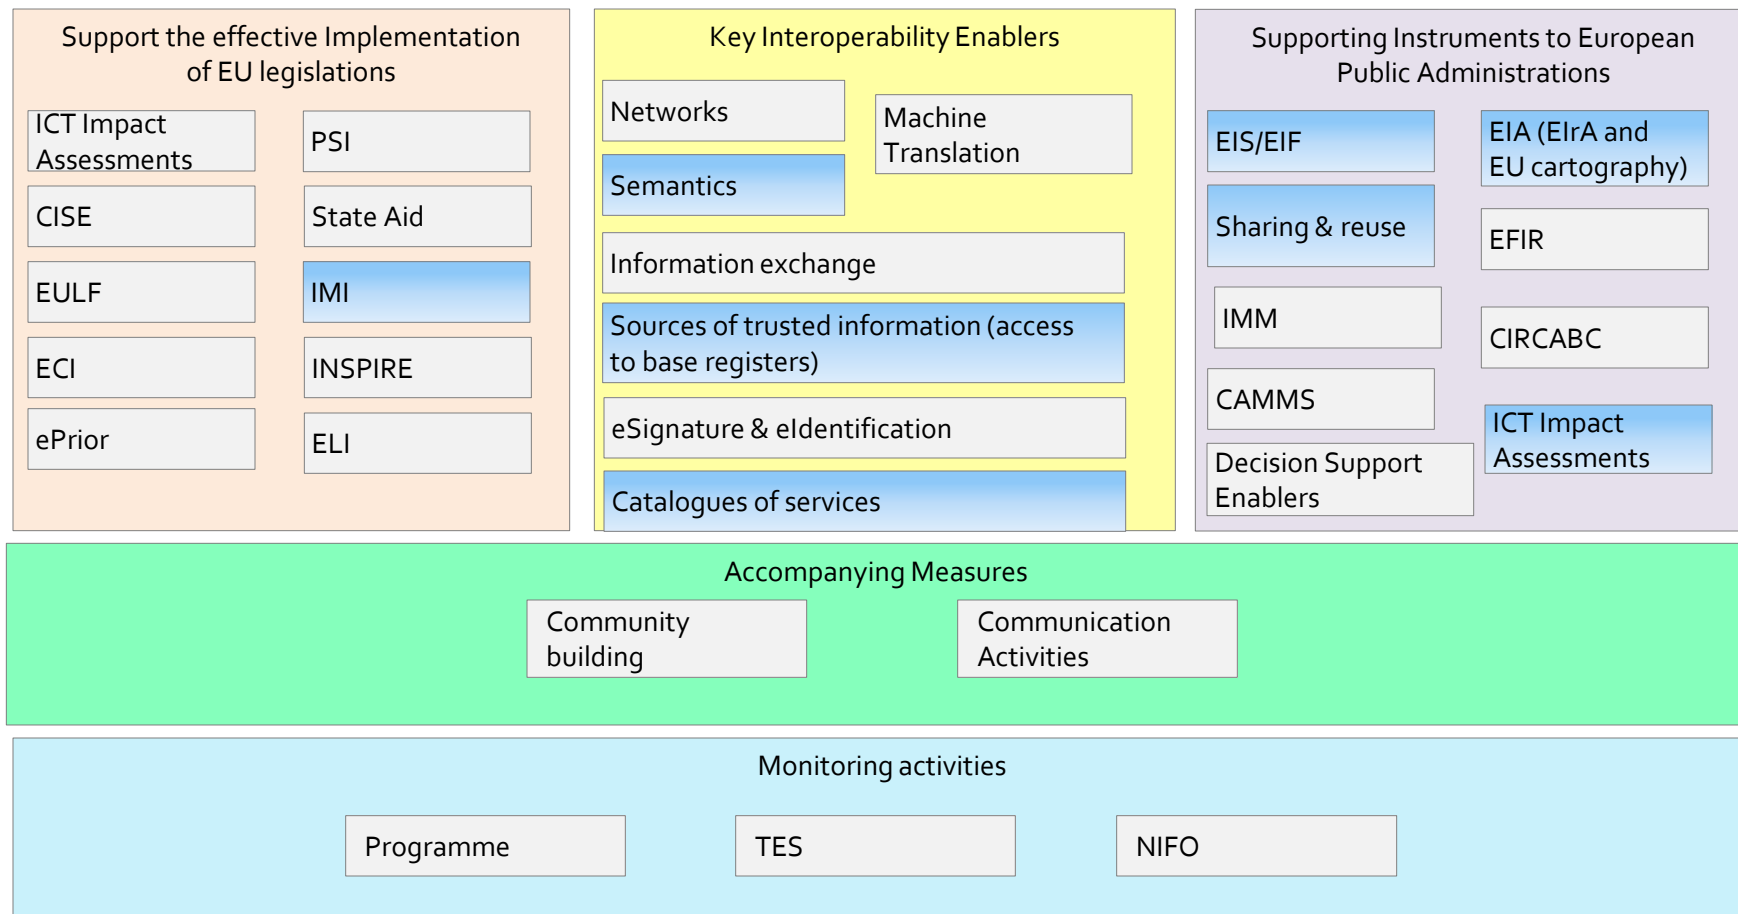 Support the effective Implementation
of EU legislations
ICT Impact
Assessments
PSI
CISE
State Aid
EULF
IMI
ECI
INSPIRE
ePrior
ELI
Key Interoperability Enablers
Networks
Machine
Translation
Semantics
Information exchange
Sources of trusted information (access
to base registers)
eSignature & eIdentification
Catalogues of services
Supporting Instruments to European
Public Administrations
EIS/EIF
EIA (EIrA and
EU cartography)
Sharing & reuse
EFIR
IMM
CIRCABC
CAMMS
ICT Impact
Assessments
Decision Support
Enablers
Accompanying Measures
Community
building
Communication
Activities
Monitoring activities
Programme
TES
NIFO